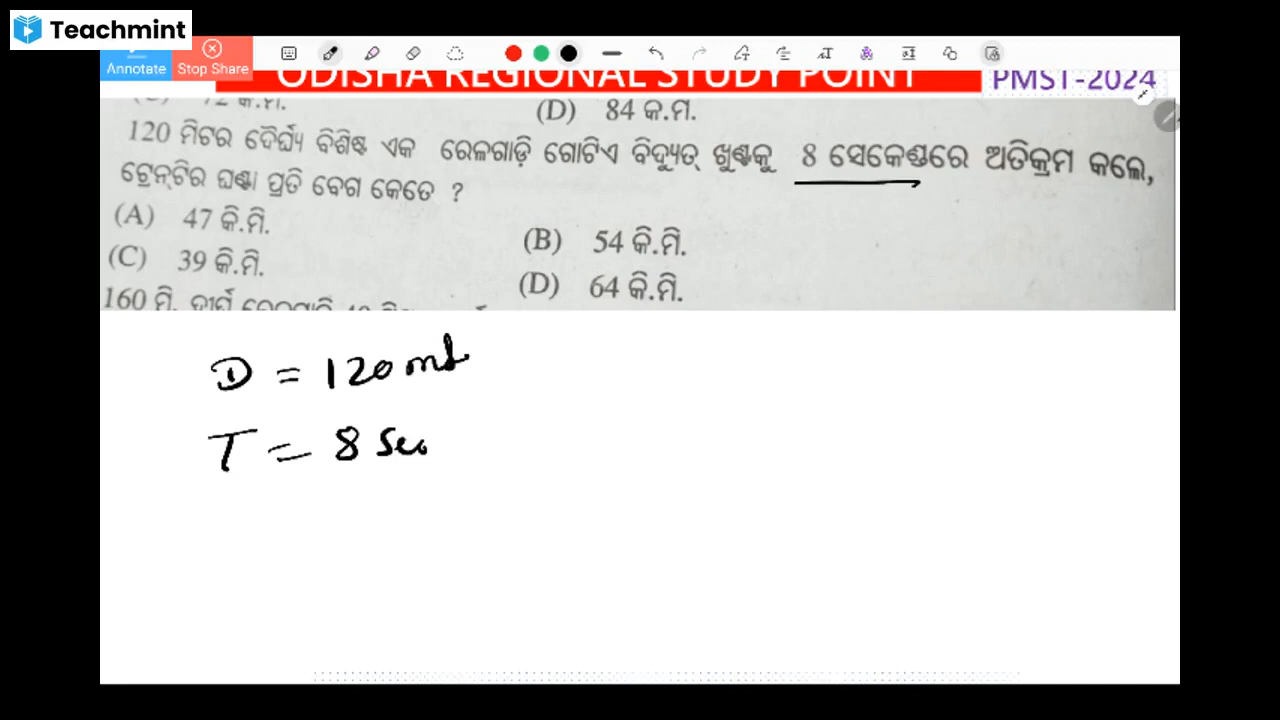 Teachmint
Annotate
Stop Share
ODISHA REGIONAL STUDY POINT
PMST-2024
(D) 84 କି.ମି.
120 ମିଟର ଦୈର୍ଘ୍ୟ ବିଶିଷ୍ଟ ଏକ ରେଳଗାଡ଼ି ଗୋଟିଏ ବିଦ୍ୟୁତ୍ ଖୁଣ୍ଟକୁ 8 ସେକେଣ୍ଡରେ ଅତିକ୍ରମ କଲେ,
ଟ୍ରେନ୍‌ଟିର ଘଣ୍ଟା ପ୍ରତି ବେଗ କେତେ ?
(A) 47 କି.ମି.
(B) 54 କି.ମି.
(C) 39 କି.ମି.
(D) 64 କି.ମି.
160 ମି.
D = 120 mt
T = 8 Sec